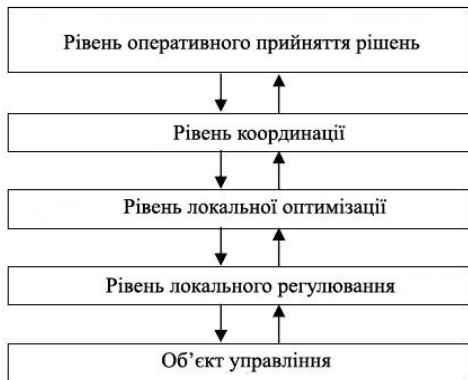 Рівень оперативного прийняття рішень
Рівень координації
Рівень локальної оптимізації
Рівень локального регулювання
Об’єкт управління